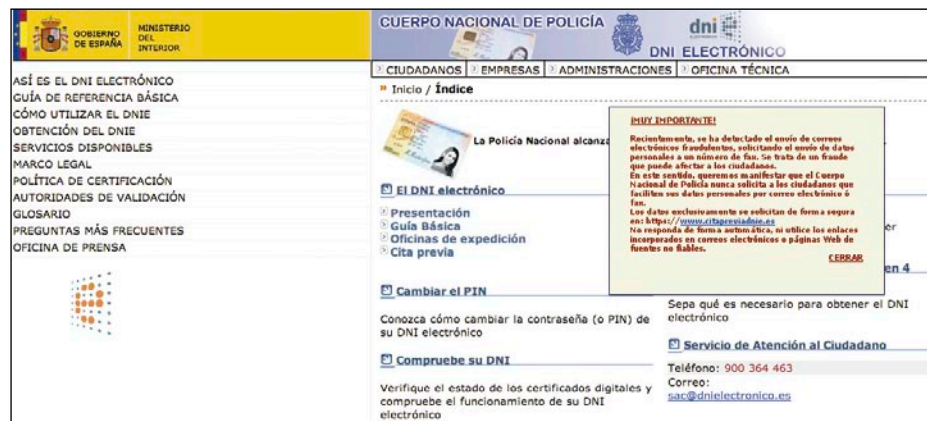 GOBIERNO
DE ESPAÑA
MINISTERIO
DEL
INTERIOR
CUERPO NACIONAL DE POLICÍA
dni
DNI ELECTRÓNICO
CIUDADANOS EMPRESAS ADMINISTRACIONES OFICINA TÉCNICA
ASÍ ES EL DNI ELECTRÓNICO
GUÍA DE REFERENCIA BÁSICA
CÓMO UTILIZAR EL DNIE
OBTENCIÓN DEL DNIE
SERVICIOS DISPONIBLES
MARCO LEGAL
POLÍTICA DE CERTIFICACIÓN
AUTORIDADES DE VALIDACIÓN
GLOSARIO
PREGUNTAS MÁS FRECUENTES
OFICINA DE PRENSA
Inicio / Índice
La Policía Nacional alcanza
¡MUY IMPORTANTE!
Recientemente, se ha detectado el envío de correos
electrónicos fraudulentos, solicitando el envío de datos
personales a un número de fax. Se trata de un fraude
que puede afectar a los ciudadanos.
En este sentido, queremos manifestar que el Cuerpo
Nacional de Policía nunca solicita a los ciudadanos que
faciliten sus datos personales por correo electrónico ó
fax.
Los datos exclusivamente se solicitan de forma segura
en: https://www.citapreviadnie.es
No responda de forma automática, ni utilice los enlaces
incorporados en correos electrónicos o páginas Web de
fuentes no fiables.
CERRAR
El DNI electrónico
Presentación
Guía Básica
Oficinas de expedición
Cita previa
er
en 4
Cambiar el PIN
Conozca cómo cambiar la contraseña (o PIN) de
su DNI electrónico
Compruebe su DNI
Verifique el estado de los certificados digitales y
compruebe el funcionamiento de su DNI
electrónico
Sepa qué es necesario para obtener el DNI
electrónico
Servicio de Atención al Ciudadano
Teléfono: 900 364 463
Correo:
sac@dnielectronico.es